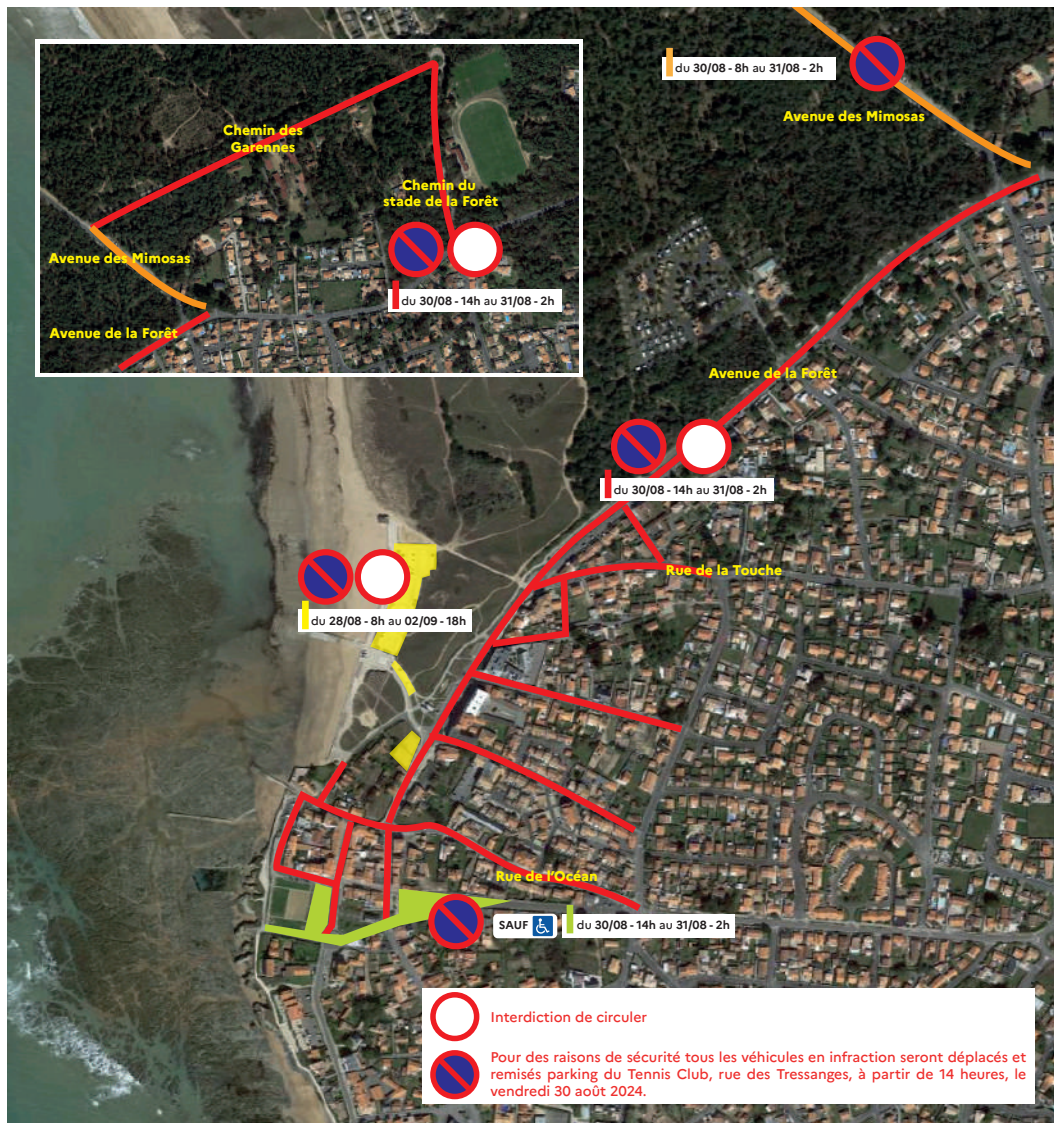 du 30/08 - 8h au 31/08 - 2h
Avenue des Mimosas
Chemin des
Garennes
Chemin du
stade de la Forêt
Avenue des Mimosas
du 30/08 - 14h au 31/08 - 2h
Avenue de la Forêt
Avenue de la Forêt
du 30/08 - 14h au 31/08 - 2h
Rue de la Touche
du 28/08 - 8h au 02/09 - 18h
Rue de l'Océan
SAUF
du 30/08 - 14h au 31/08 - 2h
Interdiction de circuler
Pour des raisons de sécurité tous les véhicules en infraction seront déplacés et
remisés parking du Tennis Club, rue des Tressanges, à partir de 14 heures, le
vendredi 30 août 2024.